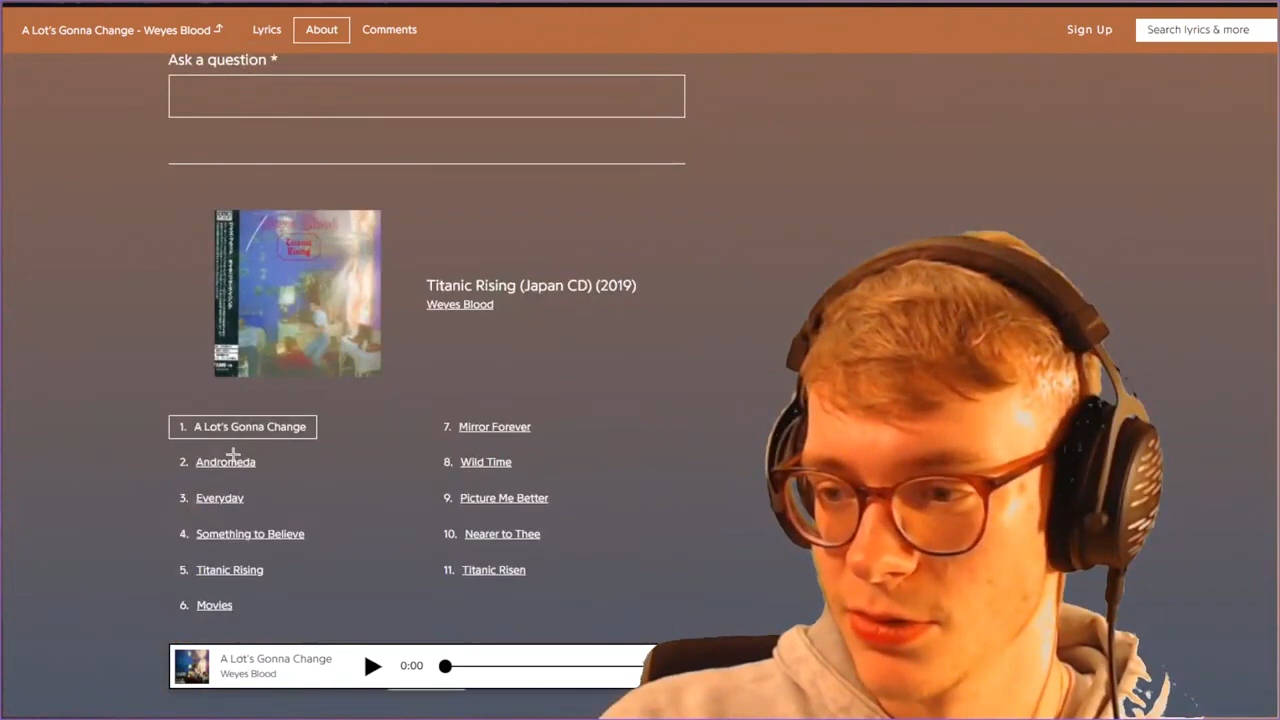 A Lot's Gonna Change - Weyes Blood
Lyrics
About
Comments
Sign Up
Search lyrics & more
Ask a question *
Titanic Rising
Titanic Rising (Japan CD) (2019)
Weyes Blood
1. A Lot's Gonna Change
2. Andromeda
3. Everyday
4. Something to Believe
5. Titanic Rising
6. Movies
7. Mirror Forever
8. Wild Time
9. Picture Me Better
10. Nearer to Thee
11. Titanic Risen
A Lot's Gonna Change
Weyes Blood
0:00